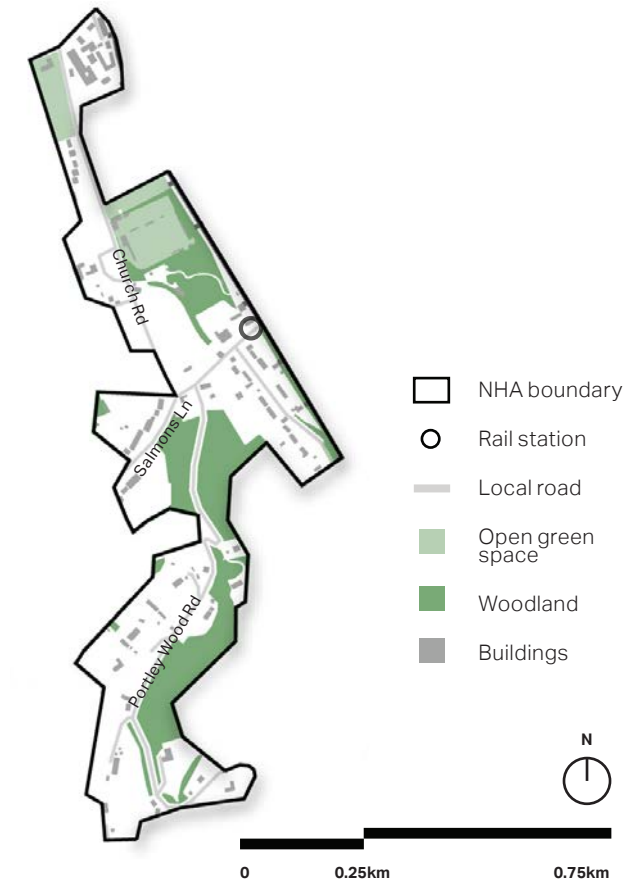 Church Rd
Salmons Ln
Portley Wood Rd
NHA boundary
Rail station
Local road
Open green
space
Woodland
Buildings
N
0
0.25km
0.75km